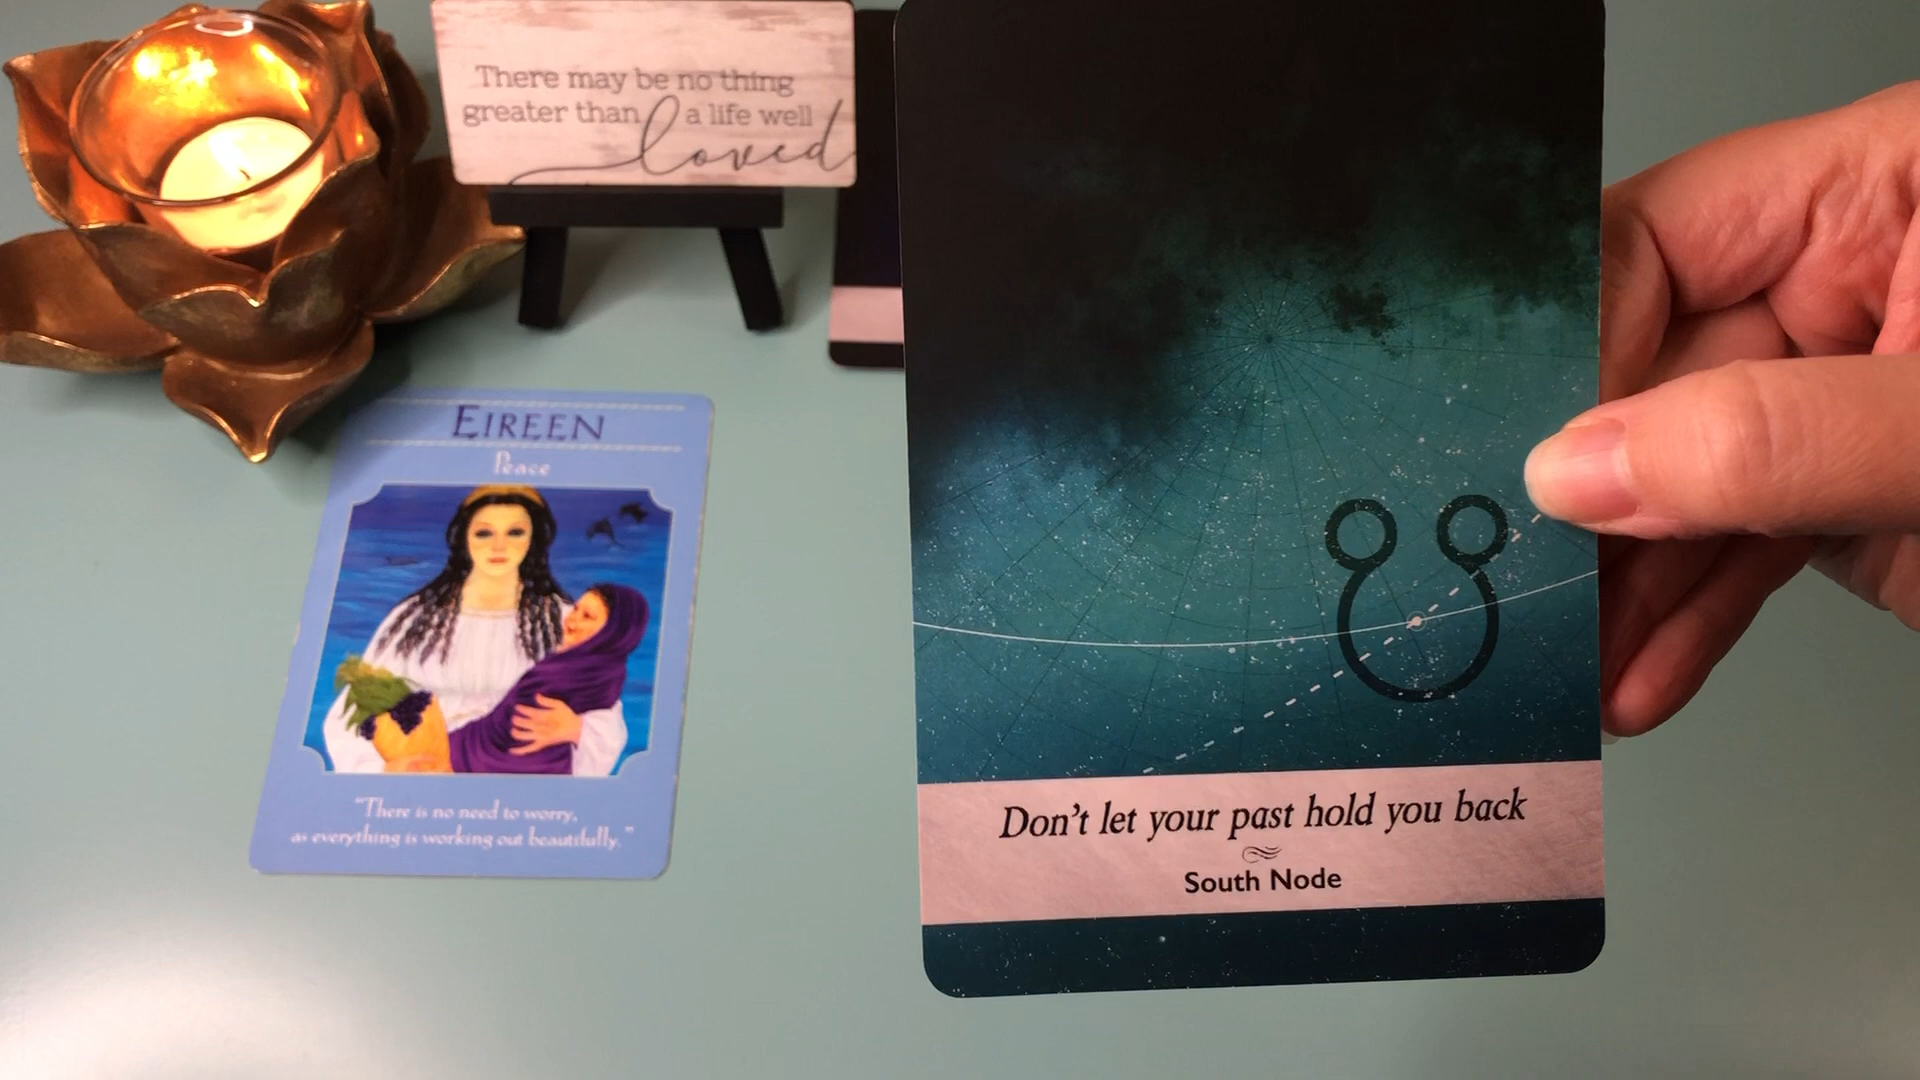 There may be no thing
greater than a life well
loved
EIREEN
Peace
"There is no need to worry,
as everything is working out beautifully."
Don't let your past hold you back
South Node